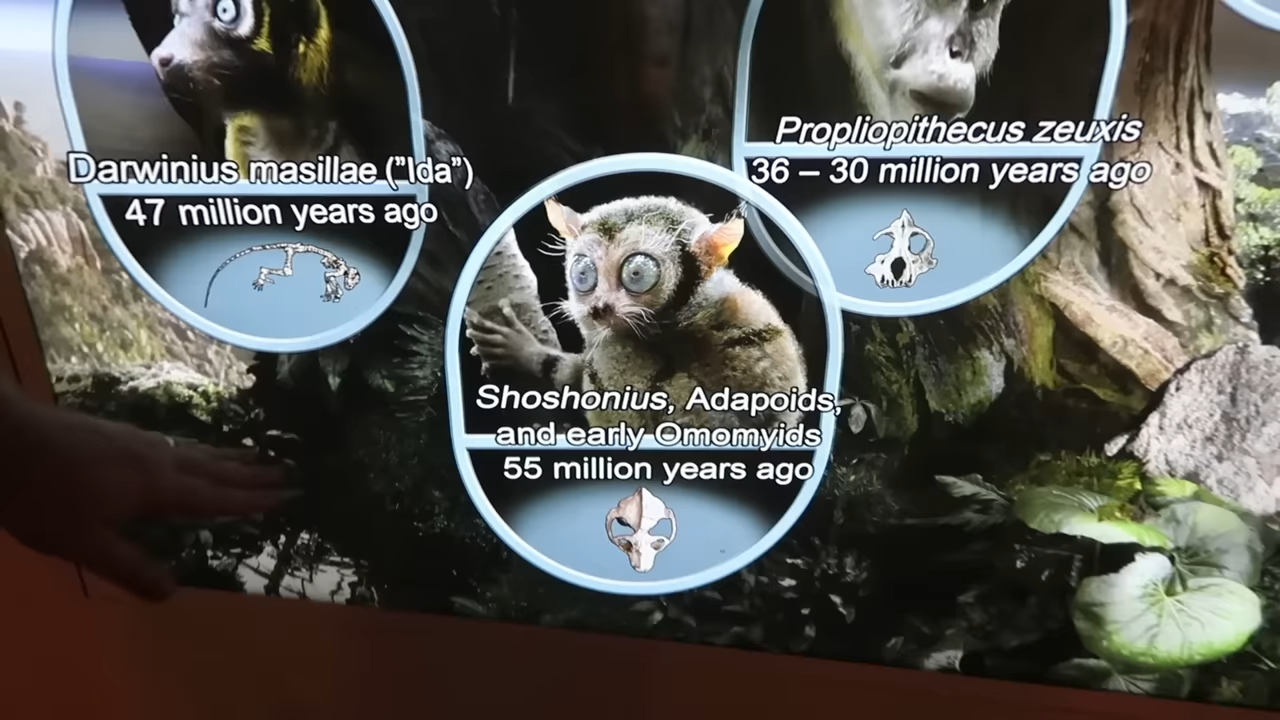 Darwinius masillae ("Ida")
47 million years ago
Propliopithecus zeuxis
36 – 30 million years ago
Shoshonius, Adapoids,
and early Omomyids
55 million years ago